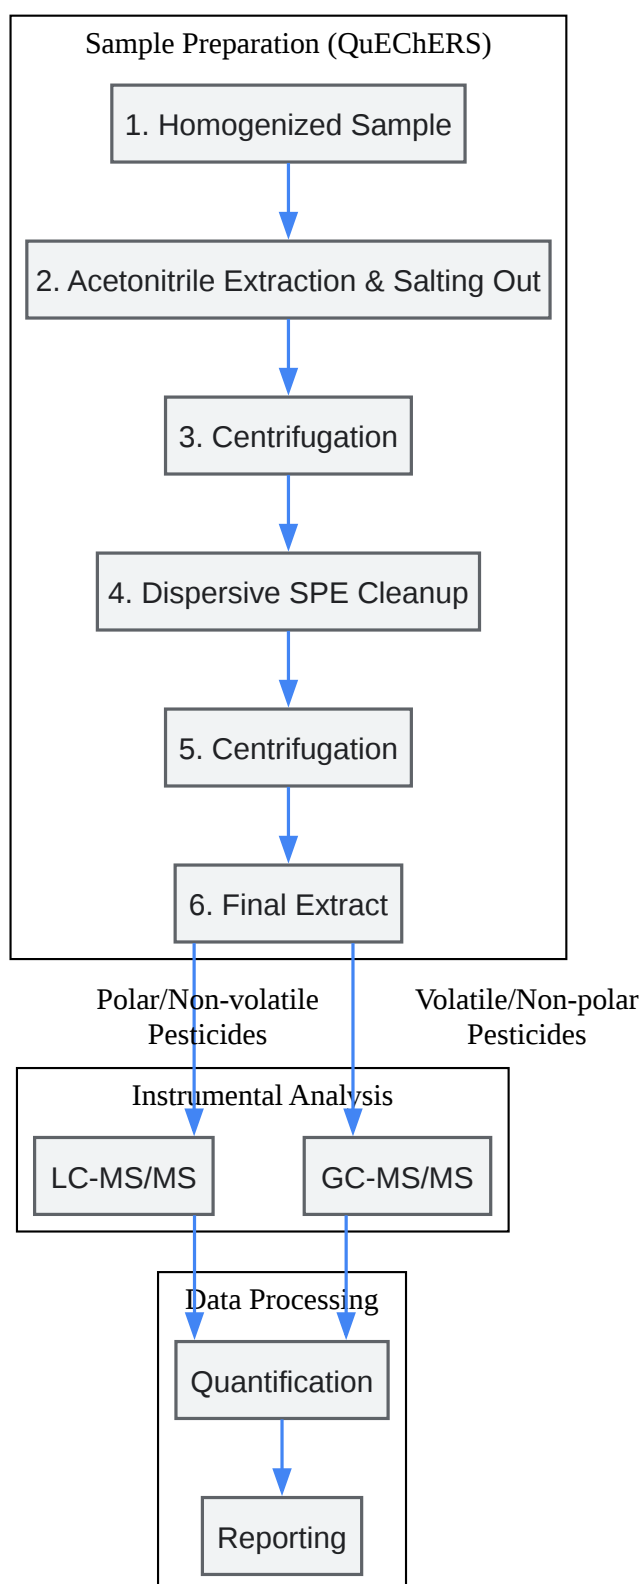 Sample Preparation (QuEChERS)
1. Homogenized Sample
2. Acetonitrile Extraction & Salting Out
3. Centrifugation
4. Dispersive SPE Cleanup
5. Centrifugation
6. Final Extract
Polar/Non-volatile
Pesticides
Volatile/Non-polar
Pesticides
Instrumental Analysis
LC-MS/MS
GC-MS/MS
Data Processing
Quantification
Reporting